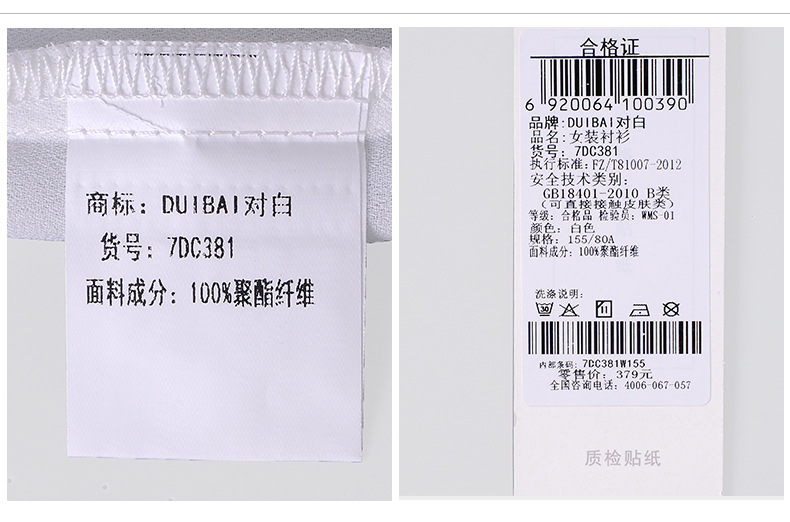 商标：DUIBAI对白
货号：7DC381
面料成分：100%聚酯纤维
合格证
6 920064 100390
品牌:DUIBAI对白
品名:女装衬衫
货号: 7DC381
执行标准:FZ/T81007-2012
安全技术类别:
GB18401-2010 B类
(可直接接触皮肤类)
等级: 合格品 检验员: WMS-01
颜色: 白色
规格: 155/80A
面料成分: 100%聚酯纤维
洗涤说明:
内部条码: 7DC381W155
零售价: 379元
全国咨询电话: 4006-067-057
质检贴纸